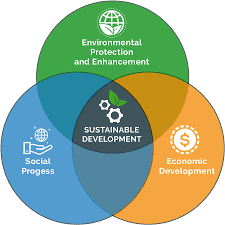 Environmental
Protection
and Enhancement
SUSTAINABLE
DEVELOPMENT
Social
Progess
$
Economic
Development